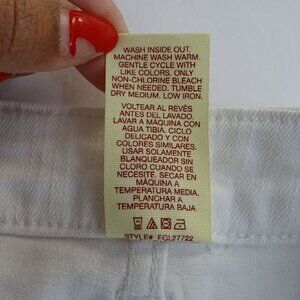 WASH INSIDE OUT.
MACHINE WASH WARM.
GENTLE CYCLE WITH
LIKE COLORS. ONLY
NON-CHLORINE BLEACH
WHEN NEEDED. TUMBLE
DRY MEDIUM. LOW IRON.
VOLTEAR AL REVÉS
ANTES DEL LAVADO.
LAVAR A MÁQUINA CON
AGUA TIBIA. CICLO
DELICADO Y CON
COLORES SIMILARES.
USAR SOLAMENTE
BLANQUEADOR SIN
CLORO CUANDO SE
NECESITE. SECAR EN
MÁQUINA A
TEMPERATURA MEDIA.
PLANCHAR A
TEMPERATURA BAJA.
STYLE# FCL27722